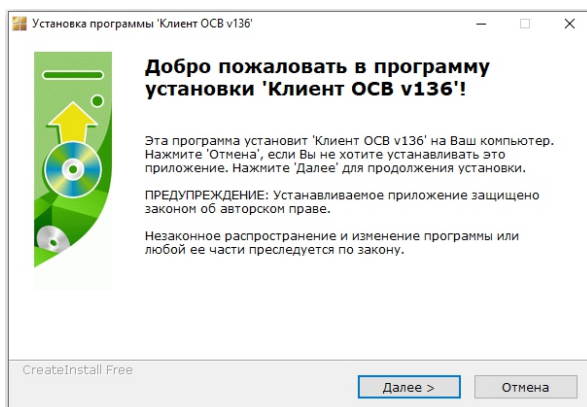 Установка программы 'Клиент ОСВ v136'
Добро пожаловать в программу
установки 'Клиент ОСВ v136'!
Эта программа установит 'Клиент ОСВ v136' на Ваш компьютер.
Нажмите 'Отмена', если Вы не хотите устанавливать это
приложение. Нажмите 'Далее' для продолжения установки.
ПРЕДУПРЕЖДЕНИЕ: Устанавливаемое приложение защищено
законом об авторском праве.
Незаконное распространение и изменение программы или
любой ее части преследуется по закону.
CreateInstall Free
Далее >
Отмена